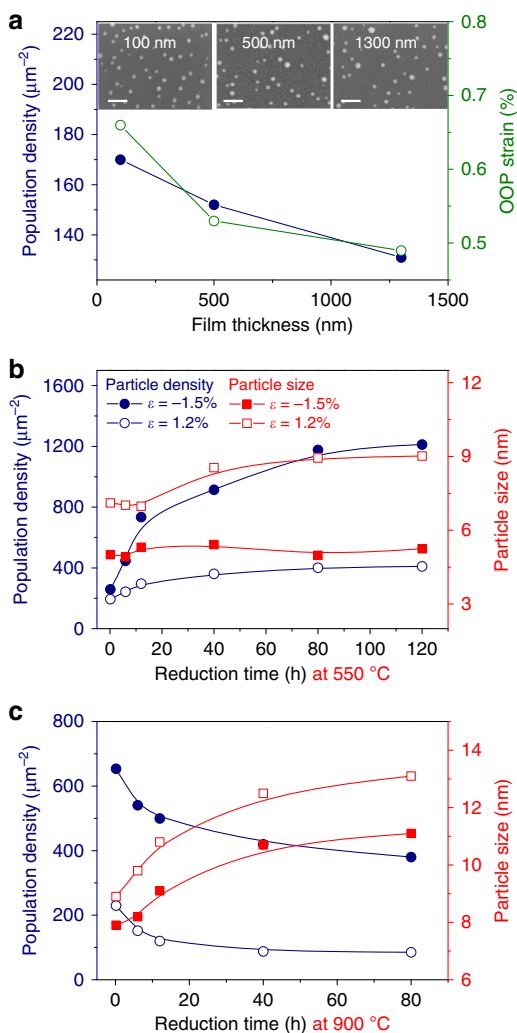 a
220
200
180
160
140
Population density (μm⁻²)
100 nm
500 nm
1300 nm
0.8
0.7
0.6
0.5
OOP strain (%)
0
500
1000
1500
Film thickness (nm)
b
1600
1200
800
400
0
Population density (μm⁻²)
Particle density
ε = –1.5%
ε = 1.2%
Particle size
ε = –1.5%
ε = 1.2%
12
9
6
3
Particle size (nm)
0 20 40 60 80 100 120
Reduction time (h) at 550 °C
c
800
600
400
200
0
Population density (μm⁻²)
15
14
12
10
8
6
Particle size (nm)
0 20 40 60 80
Reduction time (h) at 900 °C